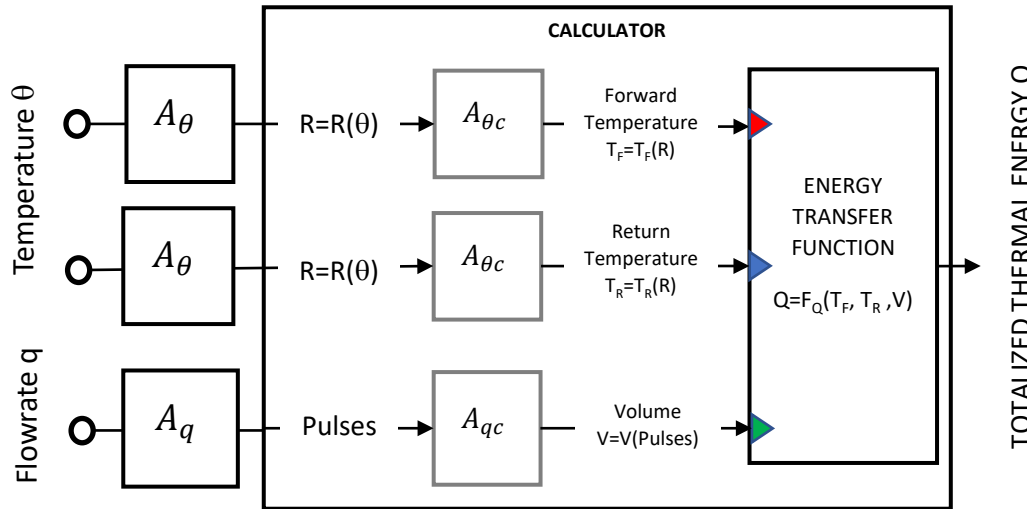 CALCULATOR
Temperature θ
Flowrate q
A_θ
R=R(θ)
A_θc
Forward
Temperature
T_F=T_F(R)
A_θ
R=R(θ)
A_θc
Return
Temperature
T_R=T_R(R)
A_q
Pulses
A_qc
Volume
V=V(Pulses)
ENERGY
TRANSFER
FUNCTION
Q=F_Q(T_F, T_R ,V)
TOTALIZED THERMAL ENERGY Q